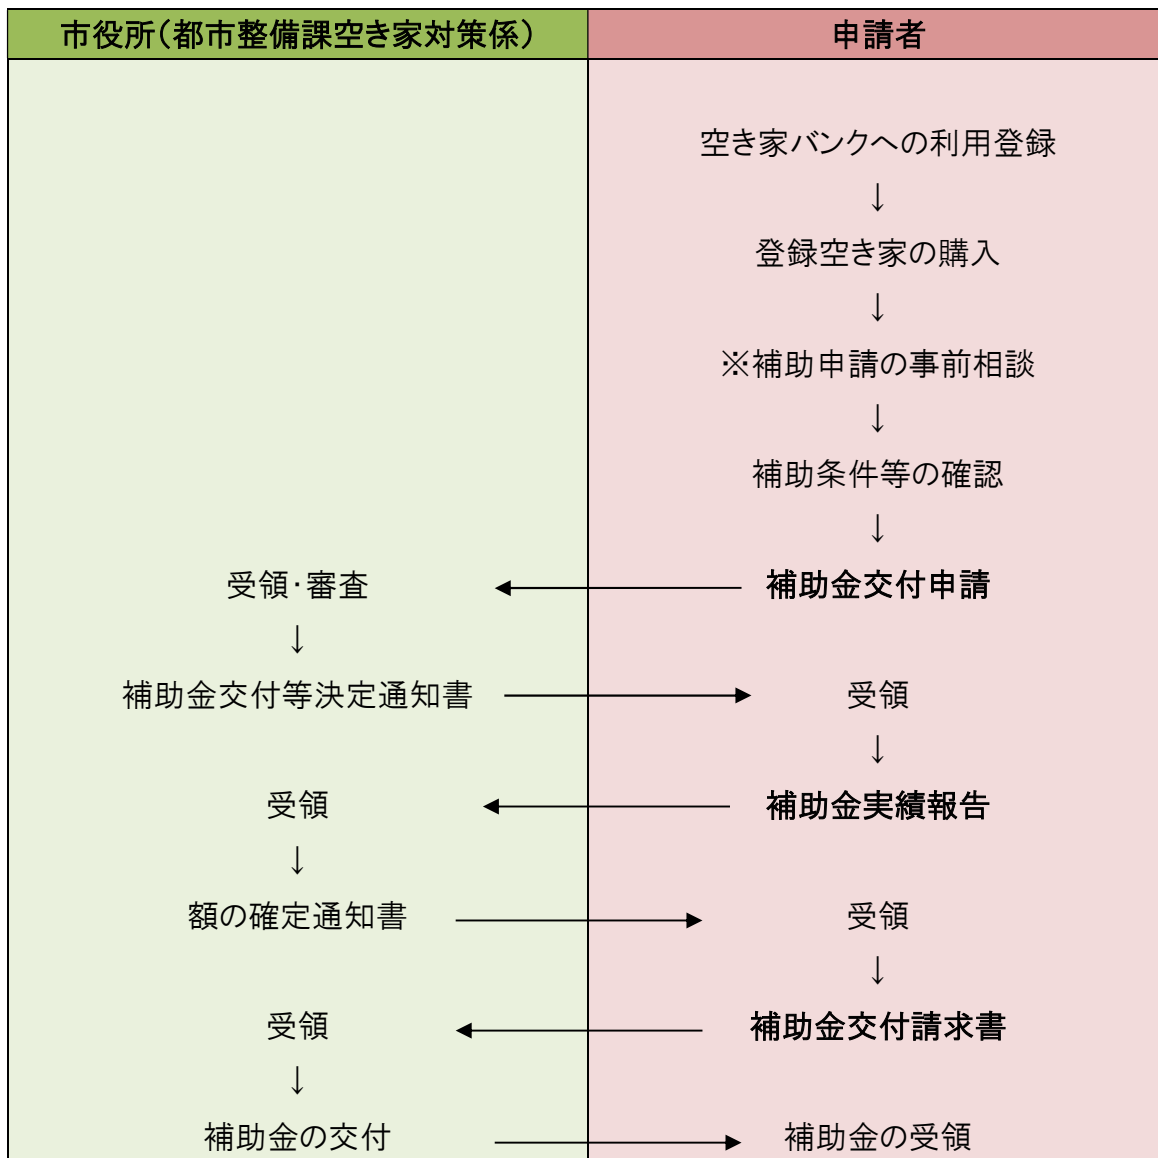 市役所(都市整備課空き家対策係) 申請者
空き家バンクへの利用登録
↓
登録空き家の購入
↓
※補助申請の事前相談
↓
補助条件等の確認
↓
受領・審査 ← 補助金交付申請
↓
補助金交付等決定通知書 → 受領
↓
受領 ← 補助金実績報告
↓
額の確定通知書 → 受領
↓
受領 ← 補助金交付請求書
↓
補助金の交付 → 補助金の受領